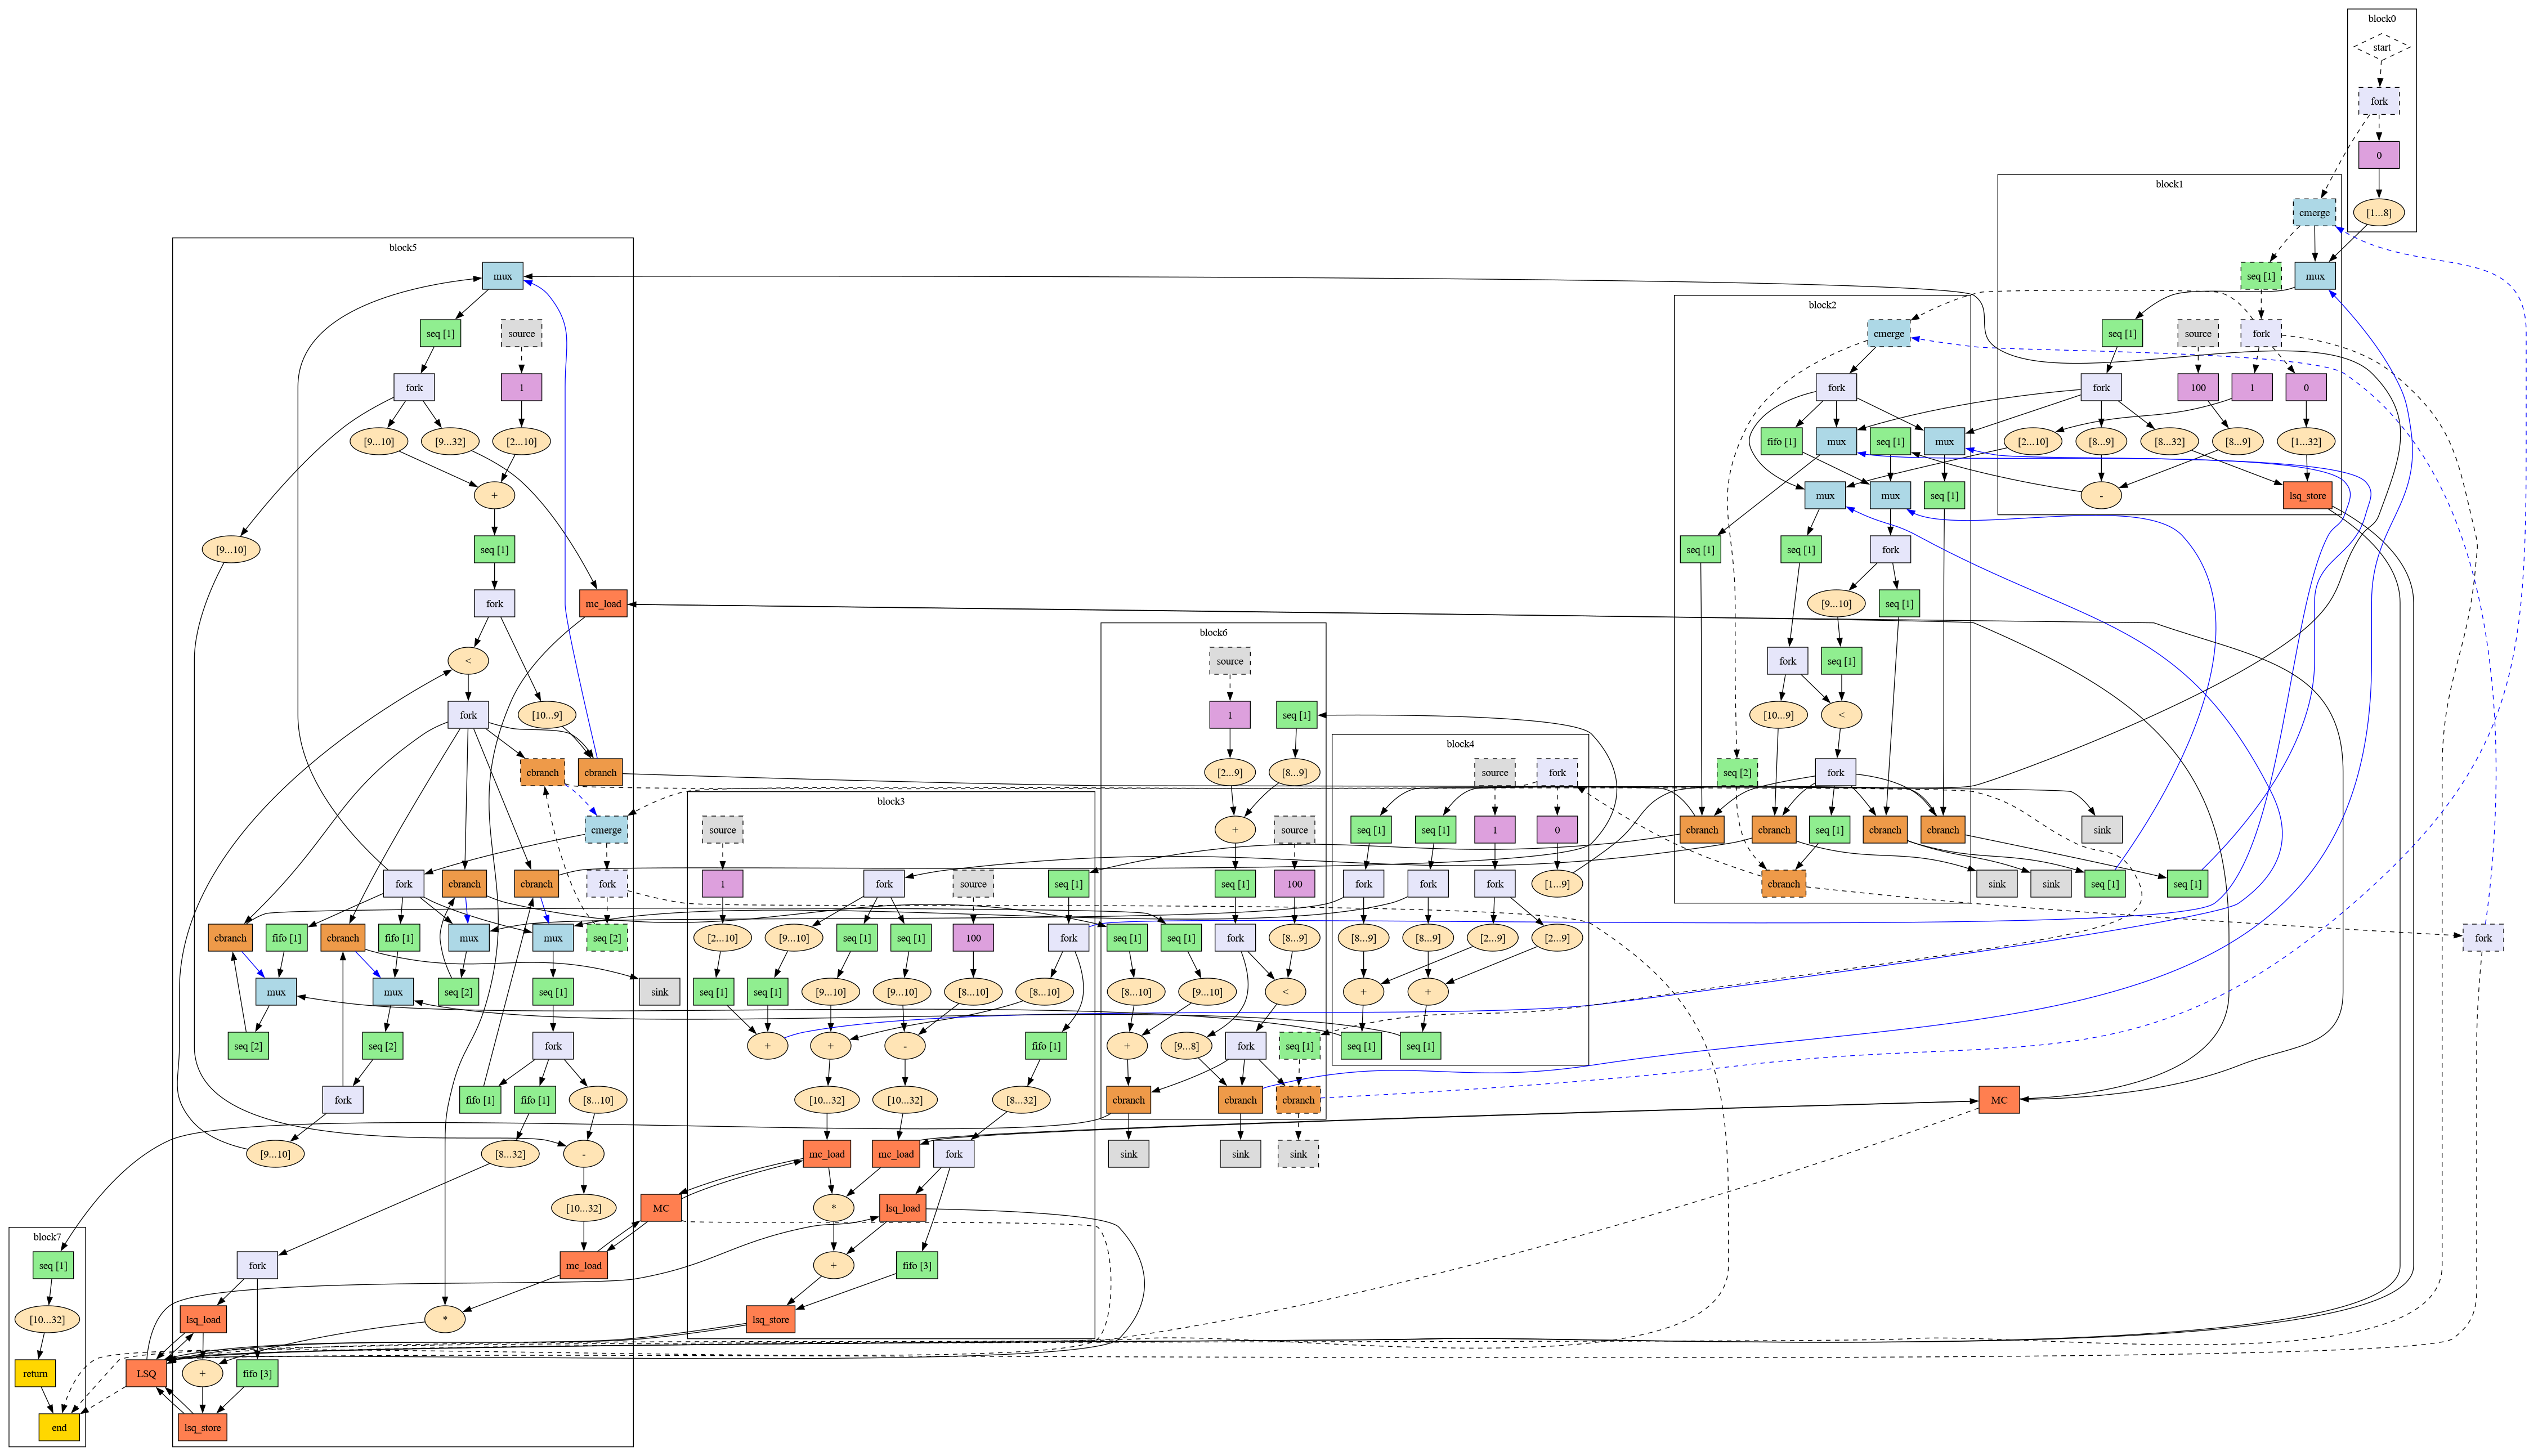 block0
start
fork
0
[1...8]
block1
cmerge
seq [1]
mux
seq [1]
source
fork
fork
100
1
0
[2...10]
[8...9]
[8...32]
[8...9]
[1...32]
-
lsq_store
block2
cmerge
fork
fifo [1]
mux
seq [1]
mux
mux
mux
seq [1]
seq [1]
seq [1]
fork
[9...10]
seq [1]
fork
seq [1]
[10...9]
<
seq [2]
fork
cbranch
cbranch
seq [1]
cbranch
cbranch
cbranch
sink
sink
sink
seq [1]
seq [1]
fork
block5
mux
seq [1]
source
fork
1
[9...10]
[9...32]
[2...10]
+
[9...10]
seq [1]
fork
mc_load
<
fork
[10...9]
cbranch
cbranch
cmerge
fork
cbranch
cbranch
fork
cbranch
fifo [1]
cbranch
fifo [1]
mux
mux
seq [2]
mux
mux
seq [2]
seq [1]
sink
seq [2]
seq [2]
fork
fork
fifo [1]
fifo [1]
[8...10]
[9...10]
[8...32]
-
[10...32]
MC
fork
mc_load
lsq_load
*
LSQ
+
fifo [3]
lsq_store
block6
source
1
seq [1]
[2...9]
[8...9]
+
source
seq [1]
100
seq [1]
seq [1]
fork
[8...9]
[8...10]
[9...10]
<
+
[9...8]
fork
seq [1]
cbranch
cbranch
cbranch
sink
sink
sink
block4
source
fork
seq [1]
seq [1]
1
0
fork
fork
fork
[1...9]
[8...9]
[8...9]
[2...9]
[2...9]
+
+
seq [1]
seq [1]
block3
source
1
fork
source
seq [1]
[2...10]
[9...10]
seq [1]
seq [1]
100
fork
seq [1]
seq [1]
[9...10]
[9...10]
[8...10]
[8...10]
+
+
-
fifo [1]
[10...32]
[10...32]
[8...32]
mc_load
mc_load
fork
*
lsq_load
+
fifo [3]
lsq_store
MC
block7
seq [1]
[10...32]
return
end